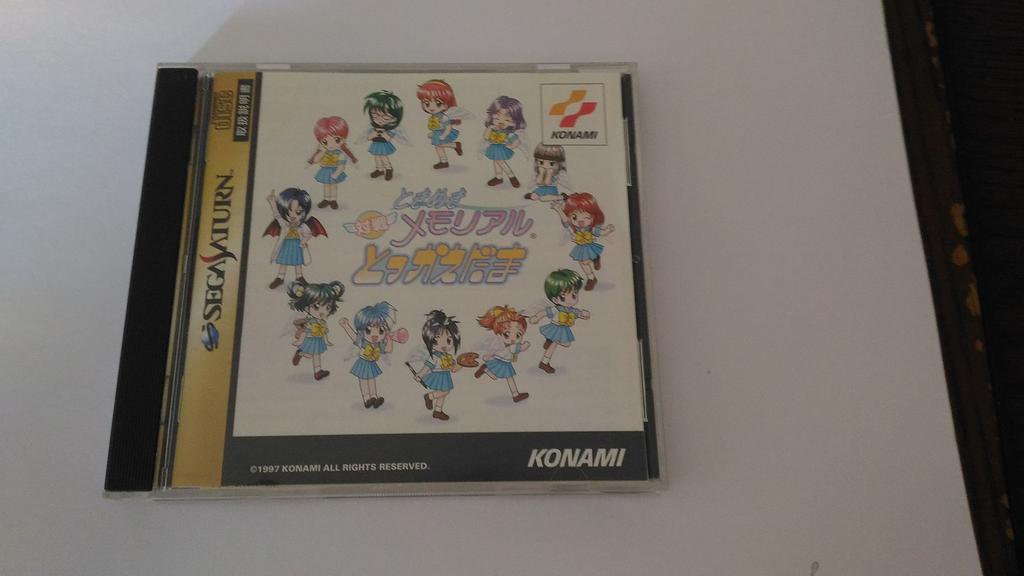 DISC
取扱説明書
SEGA SATURN™
KONAMI
ときめき
対戦
メモリアル®
とっかえだま
©1997 KONAMI ALL RIGHTS RESERVED.
KONAMI